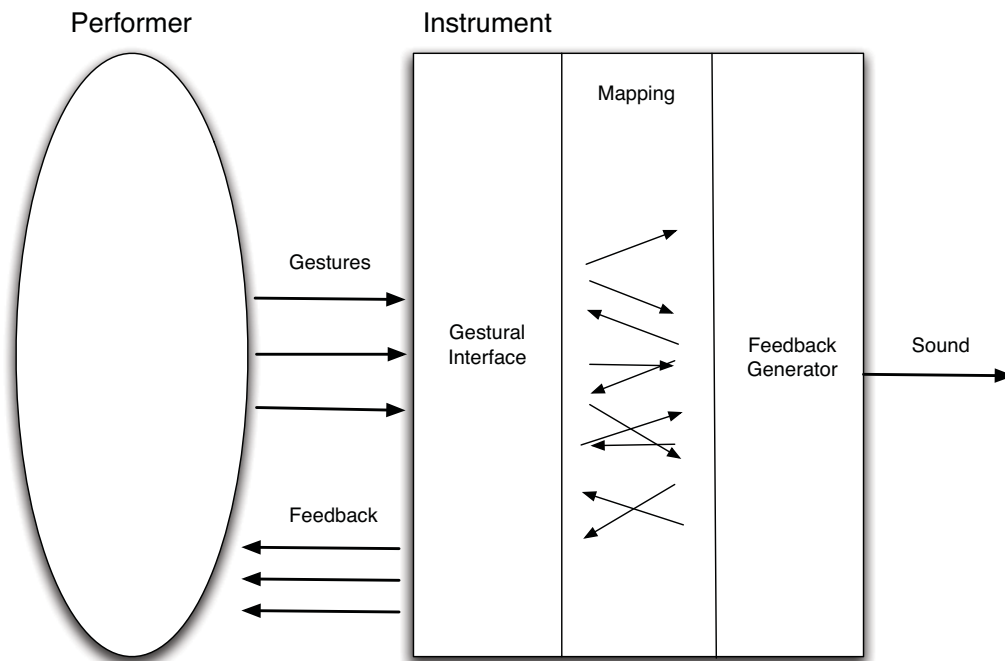 Performer
Instrument
Mapping
Gestures
Gestural
Interface
Feedback
Generator
Sound
Feedback